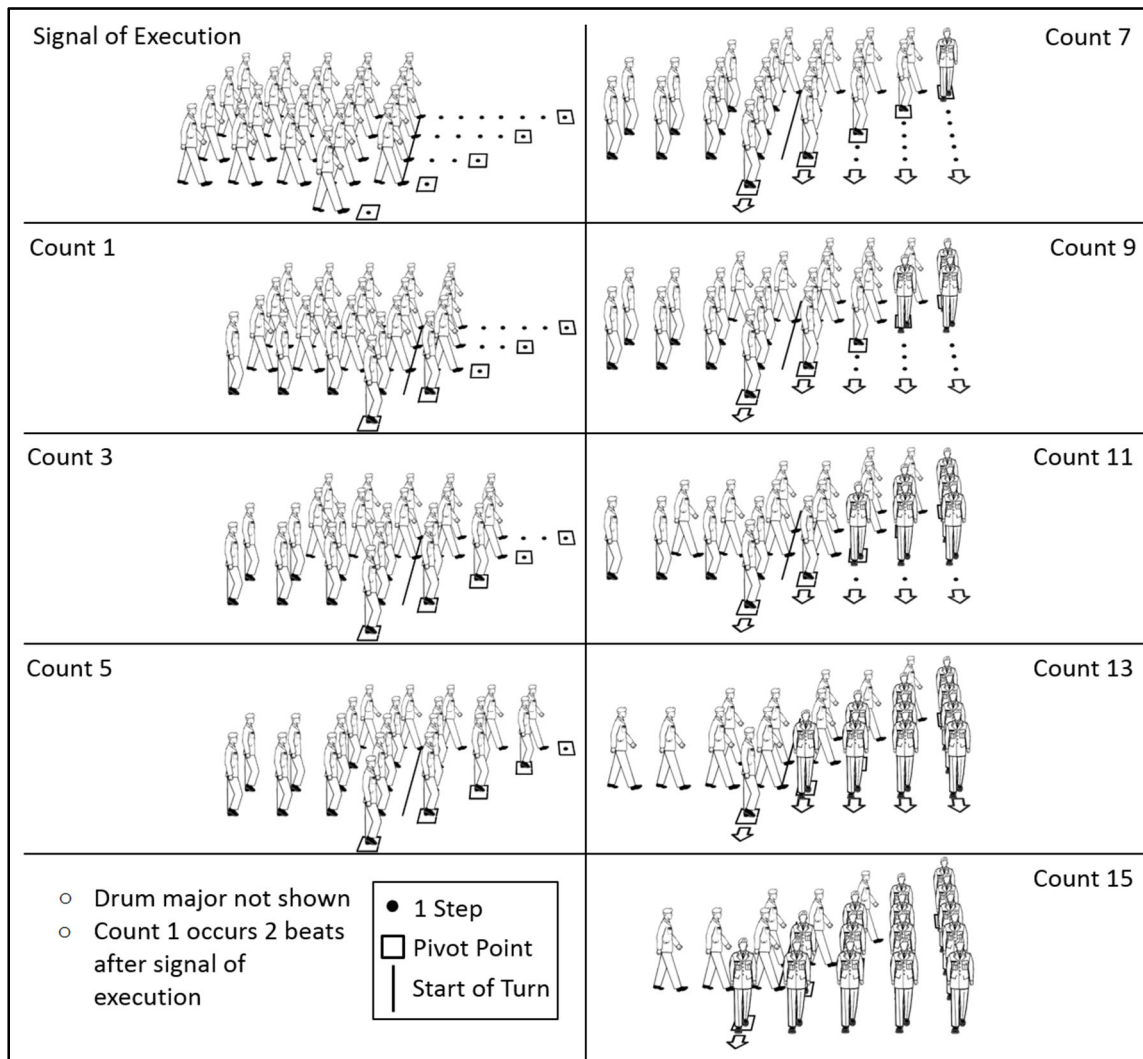 Signal of Execution
Count 1
Count 3
Count 5
○ Drum major not shown
○ Count 1 occurs 2 beats
after signal of
execution
1 Step
Pivot Point
Start of Turn
Count 7
Count 9
Count 11
Count 13
Count 15